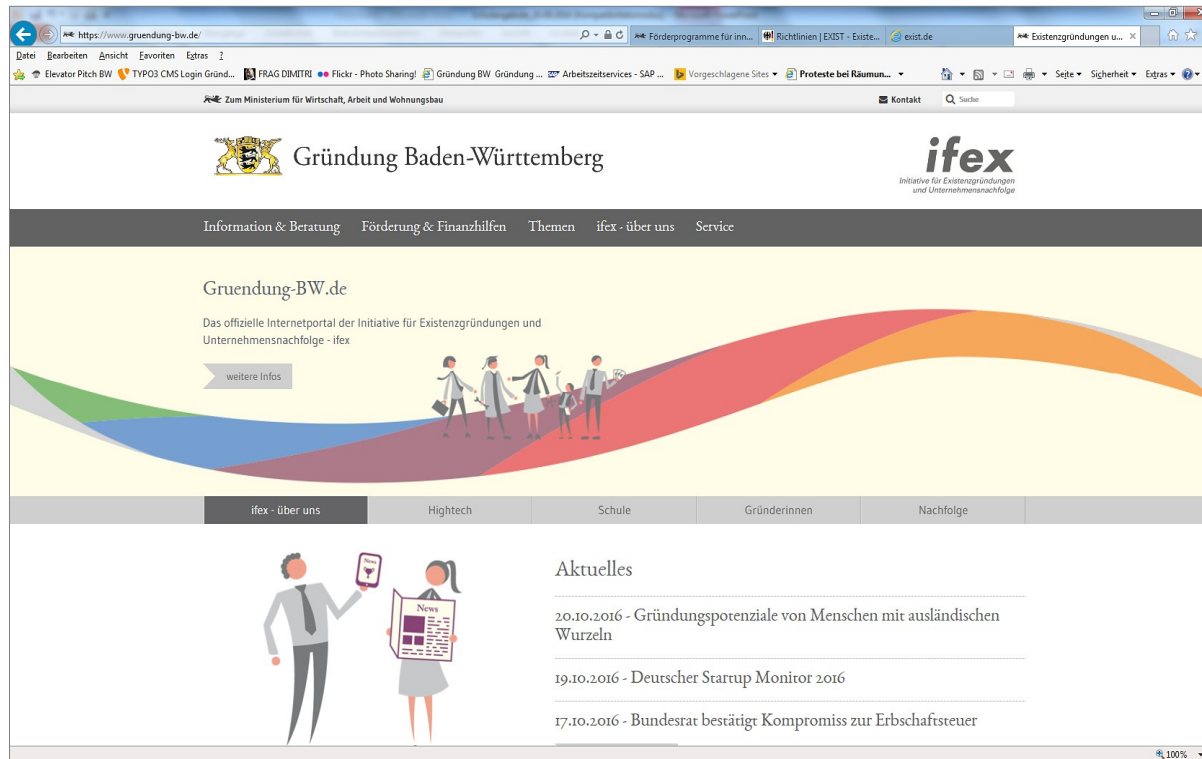 https://www.gruendung-bw.de/
Förderprogramme für inn...
Richtlinien | EXIST - Existe...
exist.de
Existenzgründungen u...
Datei Bearbeiten Ansicht Favoriten Extras ?
Elevator Pitch BW
TYPO3 CMS Login Gründ...
FRAG DIMITRI
Flickr - Photo Sharing!
Gründung BW Gründung ...
Arbeitszeitservices - SAP ...
Vorgeschlagene Sites
Proteste bei Räumun...
Seite
Sicherheit
Extras
Zum Ministerium für Wirtschaft, Arbeit und Wohnungsbau
Kontakt
Suche
Gründung Baden-Württemberg
ifex
Initiative für Existenzgründungen
und Unternehmensnachfolge
Information & Beratung Förderung & Finanzhilfen Themen ifex - über uns Service
Gruendung-BW.de
Das offizielle Internetportal der Initiative für Existenzgründungen und
Unternehmensnachfolge - ifex
weitere Infos
ifex - über uns Hightech Schule Gründerinnen Nachfolge
News
News
Aktuelles
20.10.2016 - Gründungspotenziale von Menschen mit ausländischen
Wurzeln
19.10.2016 - Deutscher Startup Monitor 2016
17.10.2016 - Bundesrat bestätigt Kompromiss zur Erbschaftsteuer
100%